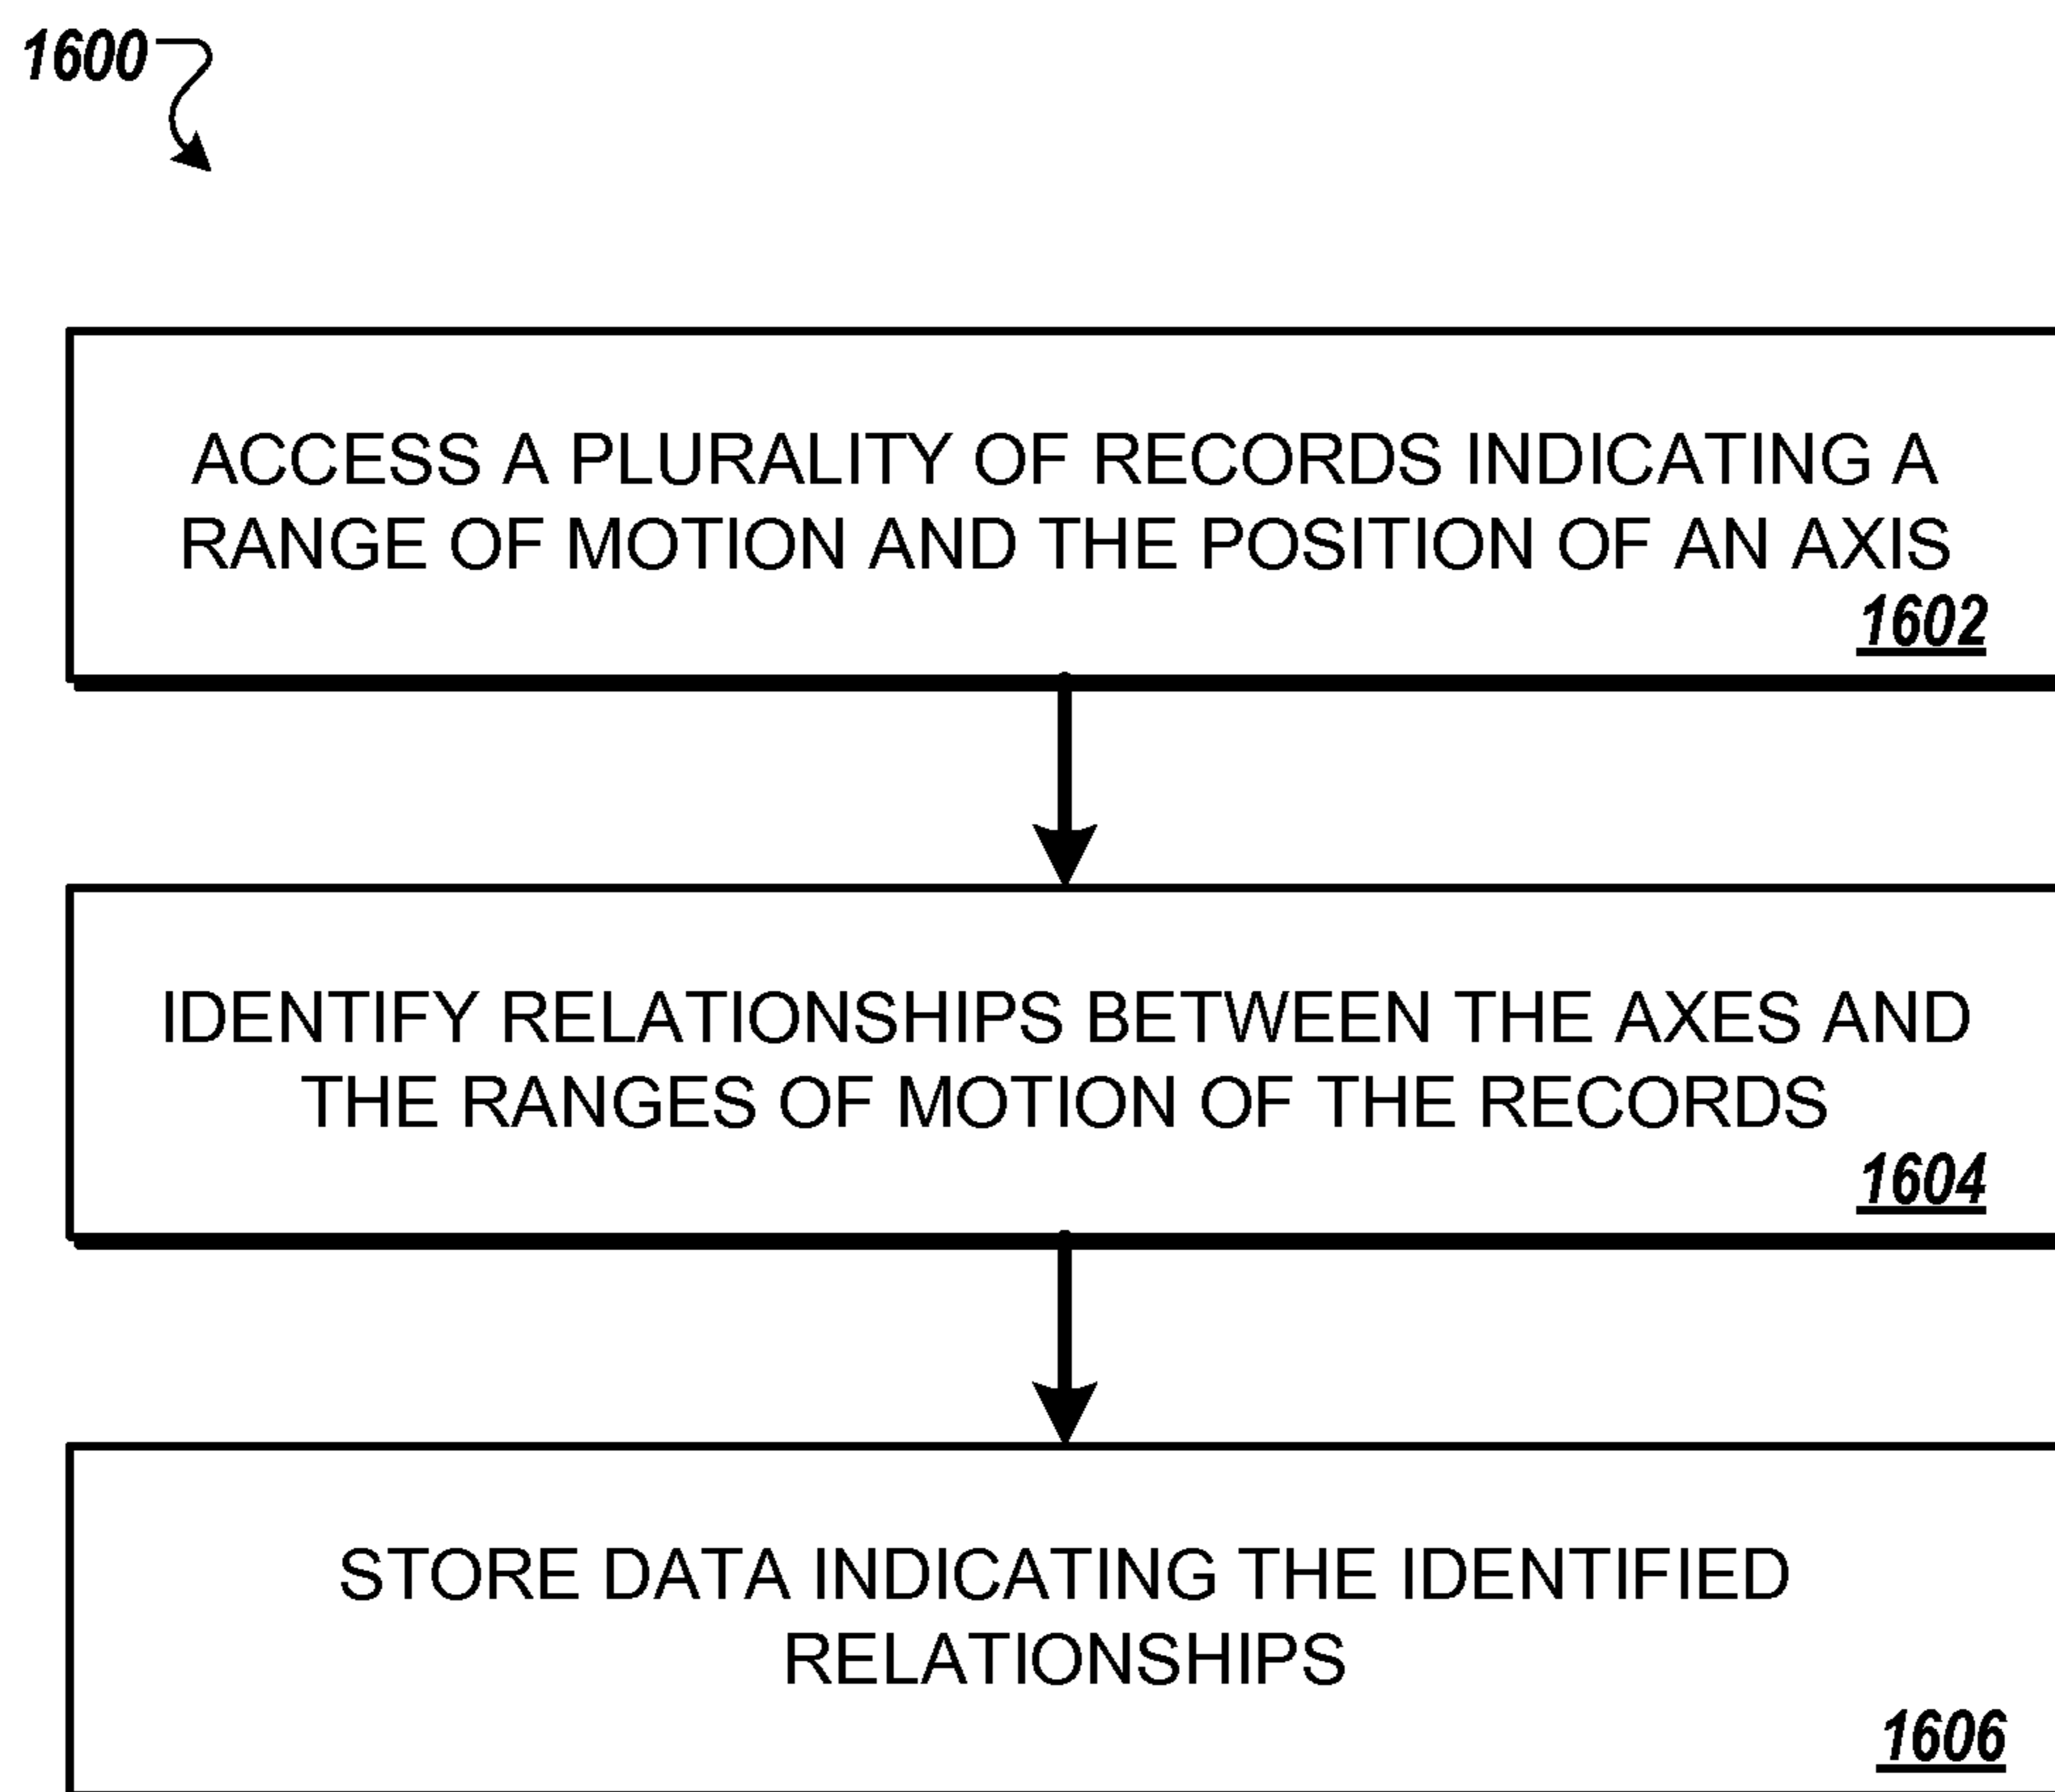 1600
ACCESS A PLURALITY OF RECORDS INDICATING A
RANGE OF MOTION AND THE POSITION OF AN AXIS
1602
IDENTIFY RELATIONSHIPS BETWEEN THE AXES AND
THE RANGES OF MOTION OF THE RECORDS
1604
STORE DATA INDICATING THE IDENTIFIED
RELATIONSHIPS
1606